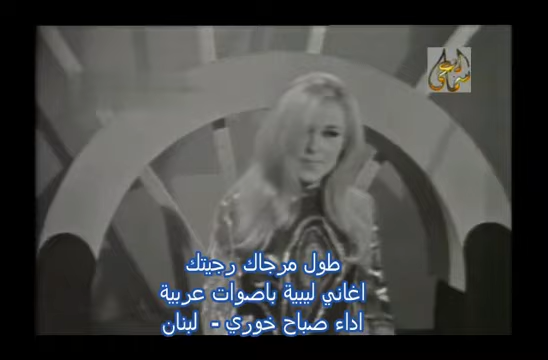 طول مرجاك رجيتك
اغاني ليبية باصوات عربية
اداء صباح خوري - لبنان